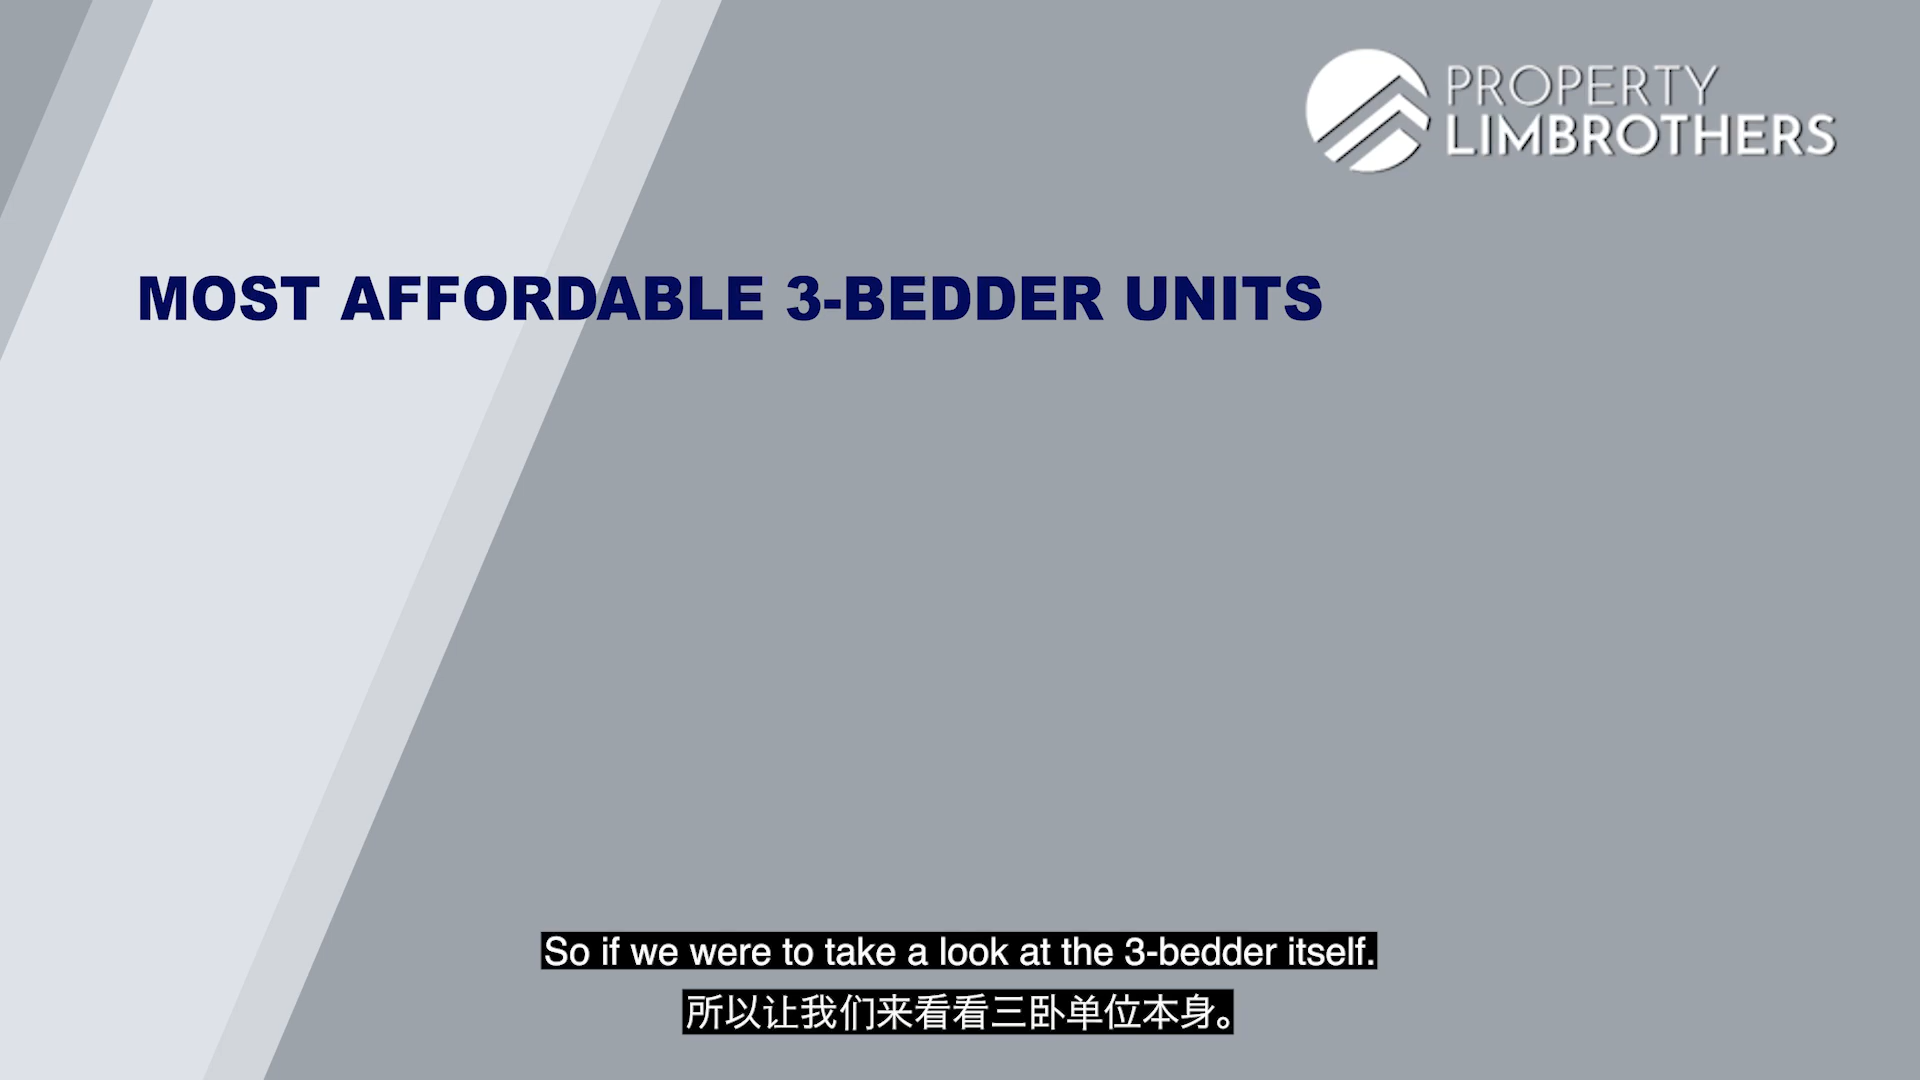 PROPERTY
LIMBROTHERS
MOST AFFORDABLE 3-BEDDER UNITS
So if we were to take a look at the 3-bedder itself.
所以让我们来看看三卧单位本身。